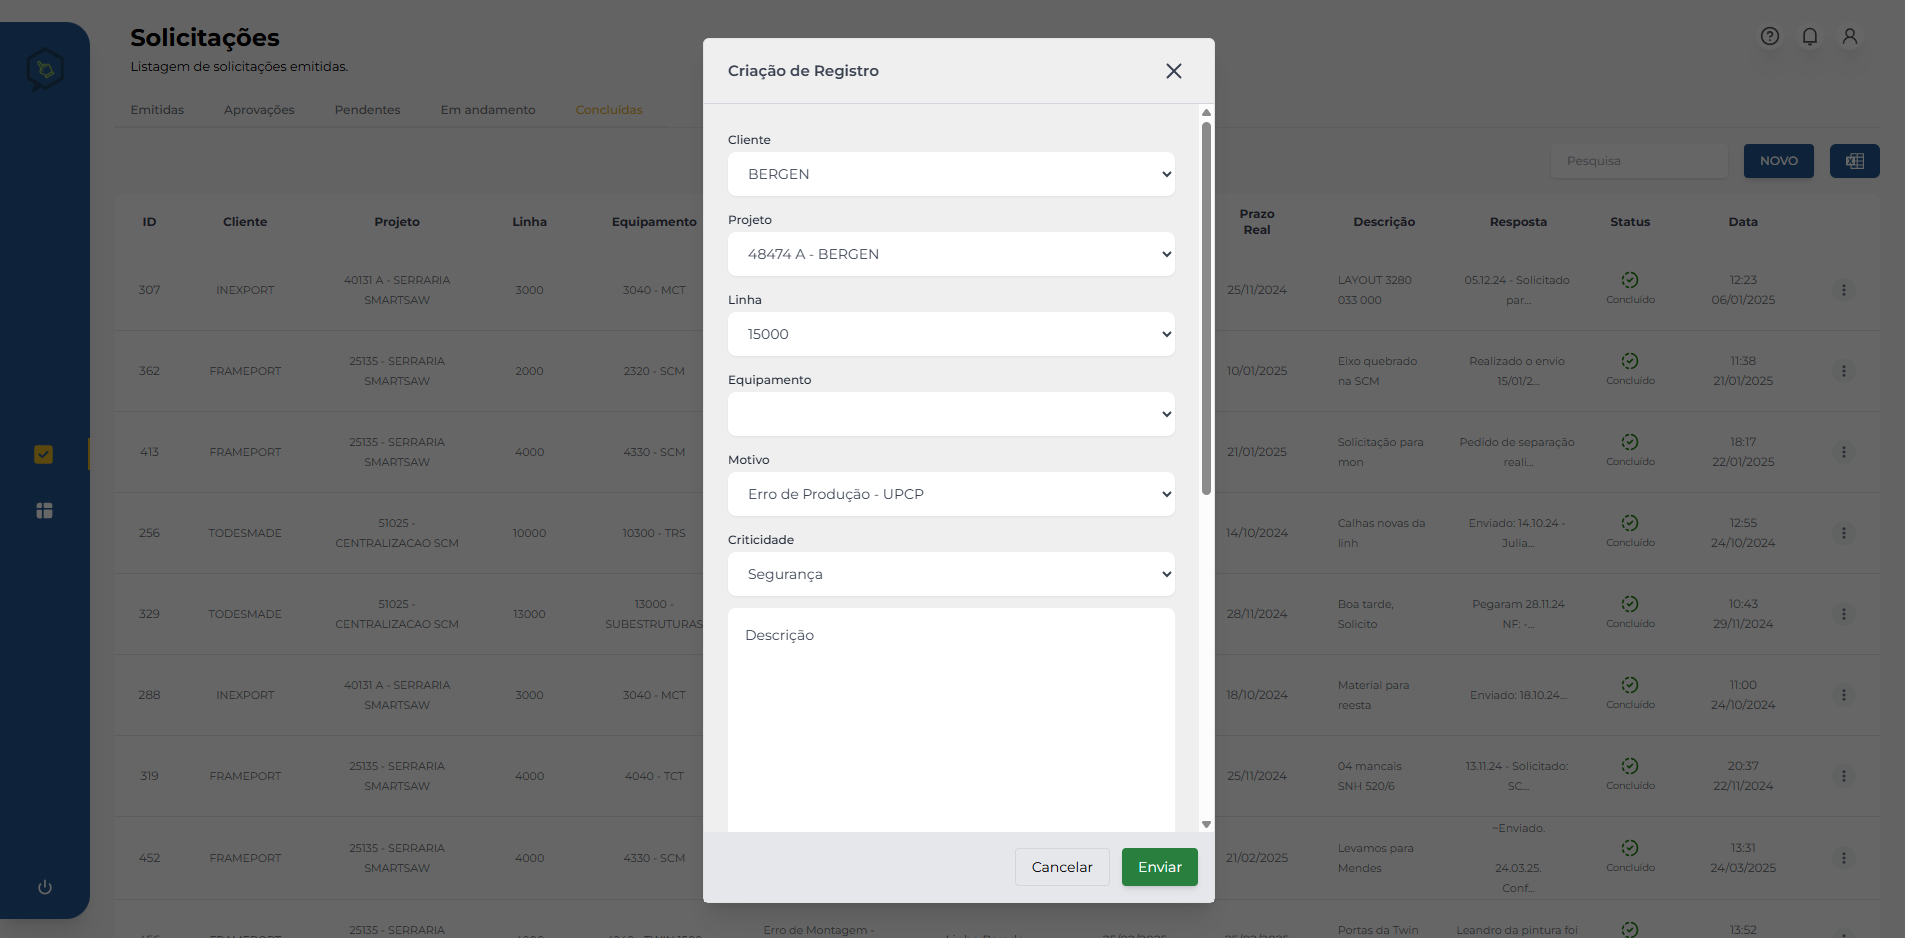 Solicitações
Listagem de solicitações emitidas.
Emitidas Aprovações Pendentes Em andamento Concluídas
Pesquisa NOVO
Criação de Registro
Cliente
BERGEN
Projeto
48474 A - BERGEN
Linha
15000
Equipamento
Motivo
Erro de Produção - UPCP
Criticidade
Segurança
Descrição
Cancelar Enviar
ID Cliente Projeto Linha Equipamento Prazo Real Descrição Resposta Status Data
307 INEXPORT 40131 A - SERRARIA SMARTSAW 3000 3040 - MCT 25/11/2024 LAYOUT 3280 033 000 05.12.24 - Solicitado par... Concluído 12:23 06/01/2025
362 FRAMEPORT 25135 - SERRARIA SMARTSAW 2000 2320 - SCM 10/01/2025 Eixo quebrado na SCM Realizado o envio 15/01/2... Concluído 11:38 21/01/2025
413 FRAMEPORT 25135 - SERRARIA SMARTSAW 4000 4330 - SCM 21/01/2025 Solicitação para mon Pedido de separação reali... Concluído 18:17 22/01/2025
256 TODESMADE 51025 - CENTRALIZACAO SCM 10000 10300 - TRS 14/10/2024 Calhas novas da linh Enviado: 14.10.24 - Julia... Concluído 12:55 24/10/2024
329 TODESMADE 51025 - CENTRALIZACAO SCM 13000 13000 - SUBESTRUTURAS 28/11/2024 Boa tarde, Solicito Pegaram 28.11.24 NF: -... Concluído 10:43 29/11/2024
288 INEXPORT 40131 A - SERRARIA SMARTSAW 3000 3040 - MCT 18/10/2024 Material para reesta Enviado: 18.10.24... Concluído 11:00 24/10/2024
319 FRAMEPORT 25135 - SERRARIA SMARTSAW 4000 4040 - TCT 25/11/2024 04 mancais SNH 520/6 13.11.24 - Solicitado: SC... Concluído 20:37 22/11/2024
452 FRAMEPORT 25135 - SERRARIA SMARTSAW 4000 4330 - SCM 21/02/2025 Levamos para Mendes ~Enviado. 24.03.25. Conf... Concluído 13:31 24/03/2025
25135 - SERRARIA Erro de Montagem - Portas da Twin Leandro da pintura foi 13:52